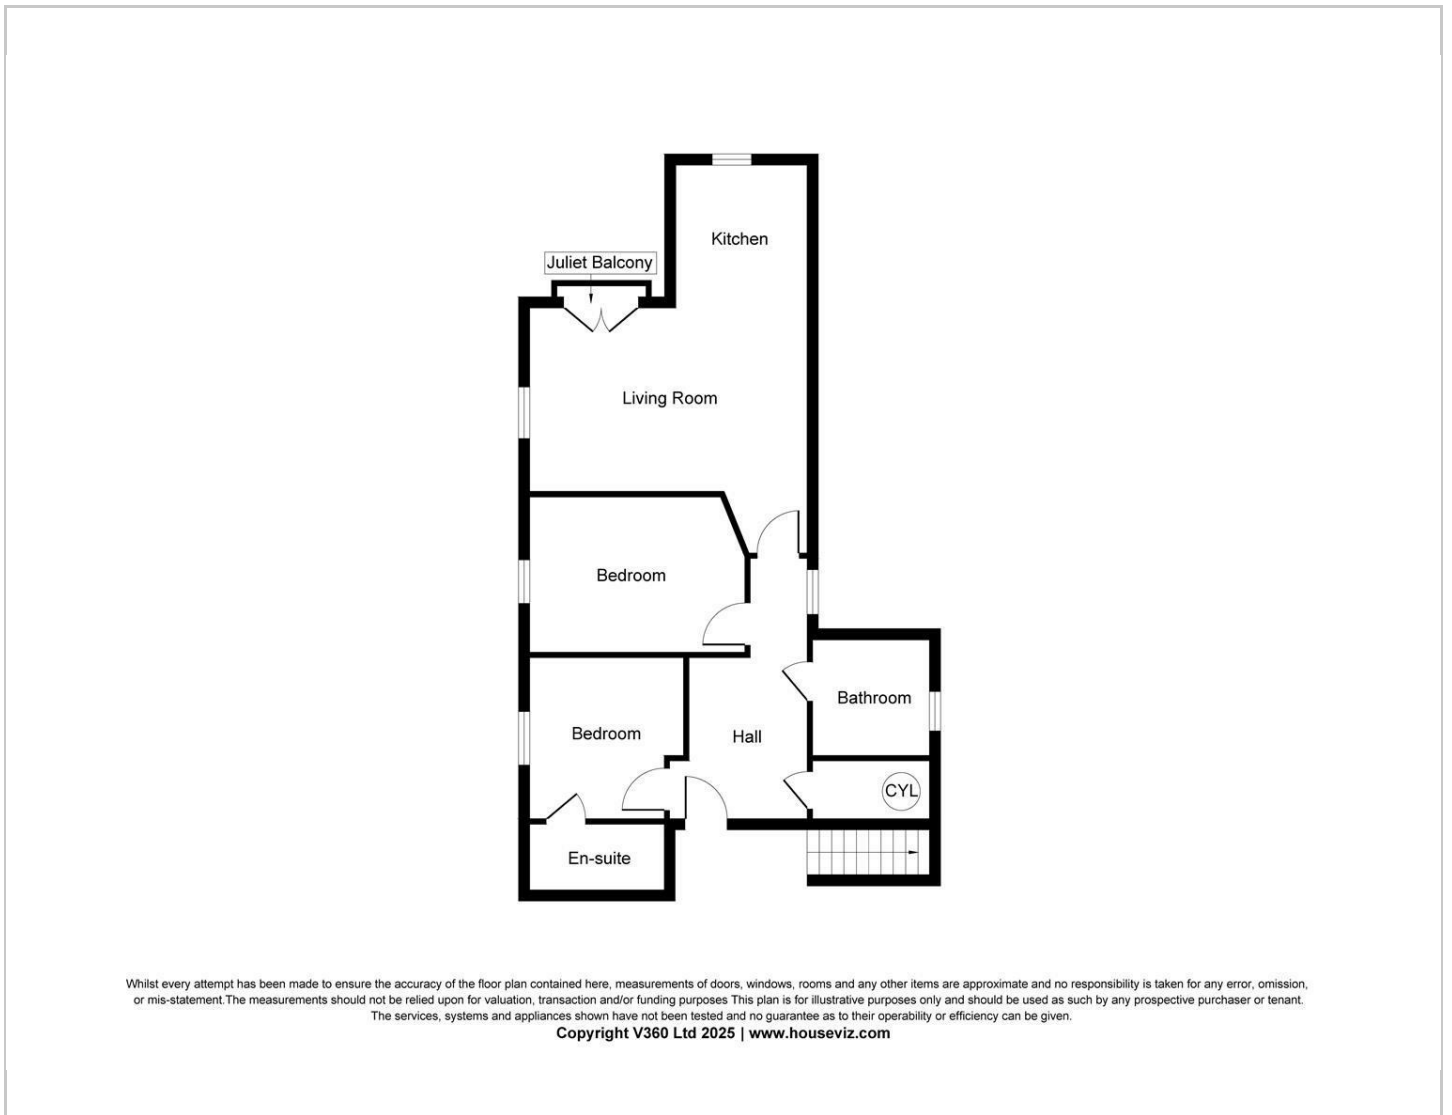 Kitchen
Juliet Balcony
Living Room
Bedroom
Bathroom
Bedroom
Hall
CYL
En-suite
Whilst every attempt has been made to ensure the accuracy of the floor plan contained here, measurements of doors, windows, rooms and any other items are approximate and no responsibility is taken for any error, omission,
or mis-statement.The measurements should not be relied upon for valuation, transaction and/or funding purposes This plan is for illustrative purposes only and should be used as such by any prospective purchaser or tenant.
The services, systems and appliances shown have not been tested and no guarantee as to their operability or efficiency can be given.
Copyright V360 Ltd 2025 | www.houseviz.com